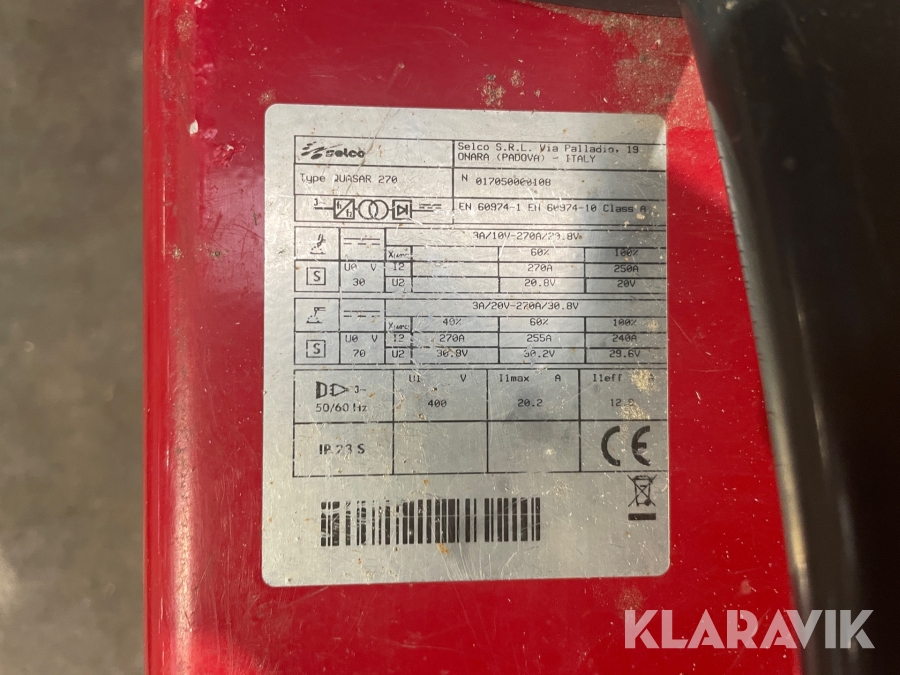 Selco
Selco S.R.L. Via Palladio, 19
ONARA (PADOVA) - ITALY
Type QUASAR 270
N 017050060108
EN 60974-1 EN 60974-10 Class A
3A/10V-270A/20.8V
60% 100%
S
U0 V I2 270A 250A
30 U2 20.8V 20V
3A/20V-270A/30.8V
40% 60% 100%
S
U0 V I2 270A 255A 240A
70 U2 30.8V 30.2V 29.6V
U1 V I1max A I1eff
3~
50/60 Hz 400 20.2
IP 23 S
CE
KLARAVIK